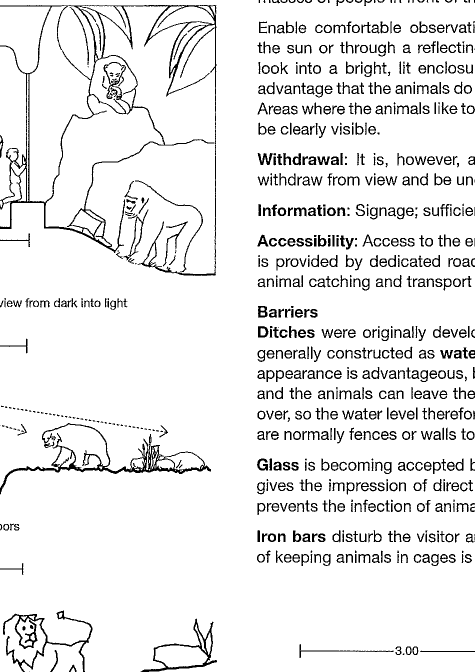 masses of people in front of th
Enable comfortable observati
the sun or through a reflectin
look into a bright, lit enclosu
advantage that the animals do
Areas where the animals like to
be clearly visible.
Withdrawal: It is, however, a
withdraw from view and be un
Information: Signage; sufficie
Accessibility: Access to the e
is provided by dedicated road
animal catching and transport
Barriers
Ditches were originally develo
generally constructed as wate
appearance is advantageous, b
and the animals can leave the
over, so the water level therefo
are normally fences or walls to
Glass is becoming accepted b
gives the impression of direct
prevents the infection of anima
Iron bars disturb the visitor a
of keeping animals in cages is
view from dark into light
oors
3.00